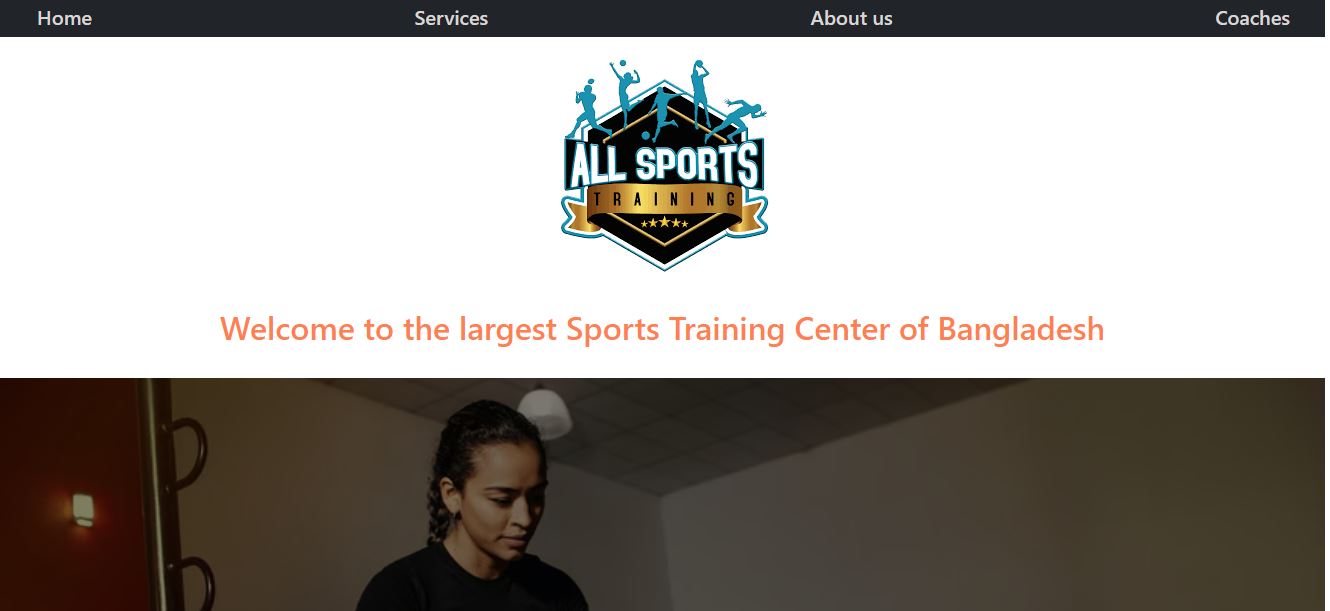 Home Services About us Coaches
ALL SPORTS
TRAINING
Welcome to the largest Sports Training Center of Bangladesh